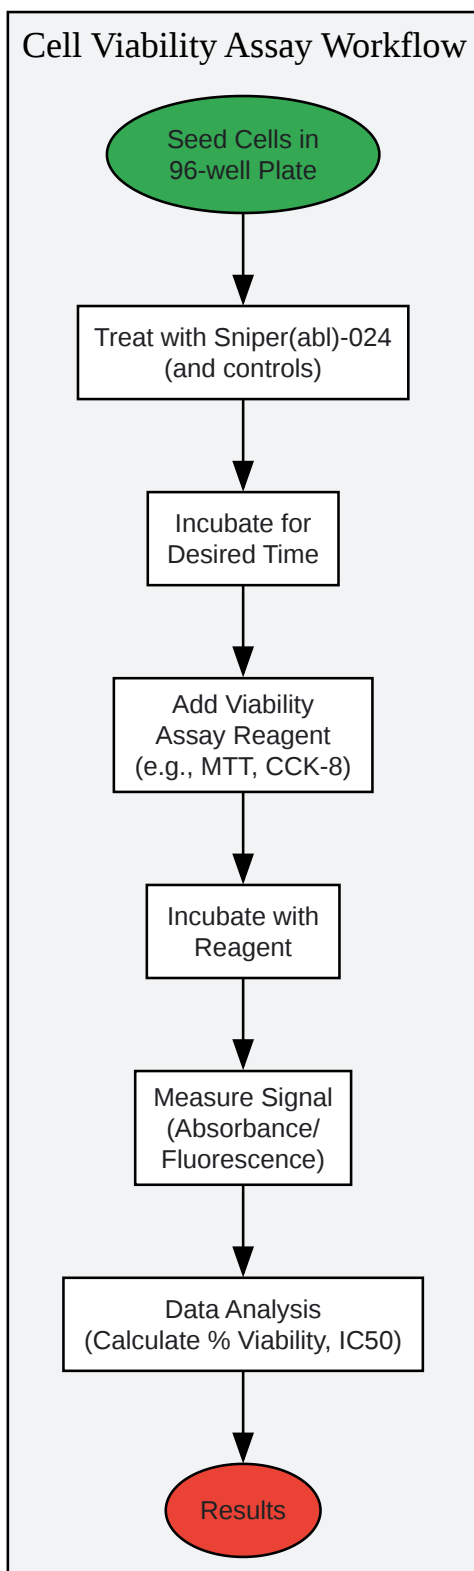 Cell Viability Assay Workflow
Seed Cells in
96-well Plate
Treat with Sniper(abl)-024
(and controls)
Incubate for
Desired Time
Add Viability
Assay Reagent
(e.g., MTT, CCK-8)
Incubate with
Reagent
Measure Signal
(Absorbance/
Fluorescence)
Data Analysis
(Calculate % Viability, IC50)
Results